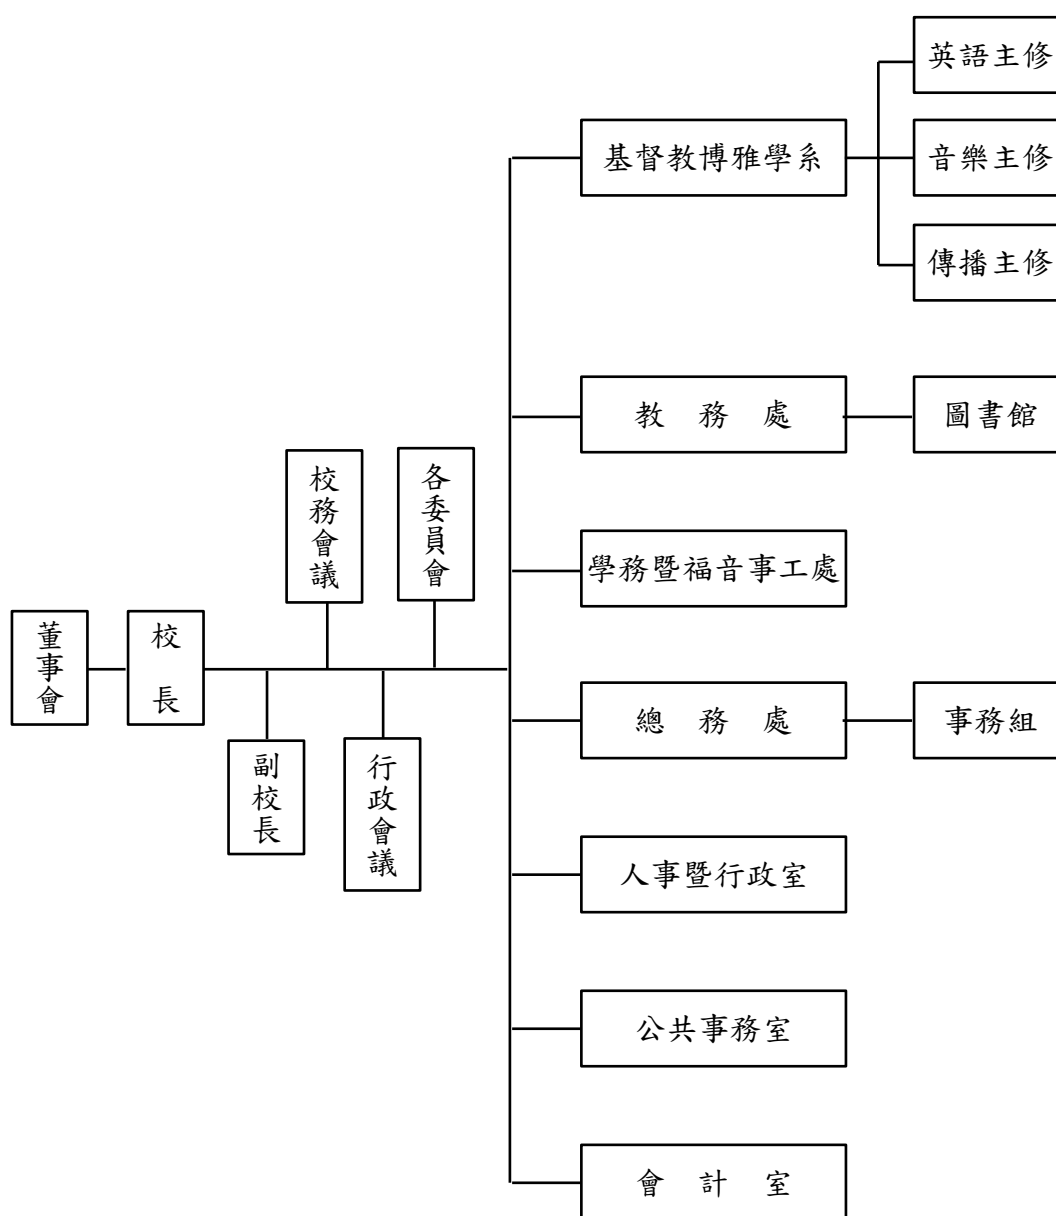 英語主修
基督教博雅學系
音樂主修
傳播主修
教務處
圖書館
校務會議
各委員會
學務暨福音事工處
董事會
校長
總務處
事務組
副校長
行政會議
人事暨行政室
公共事務室
會計室